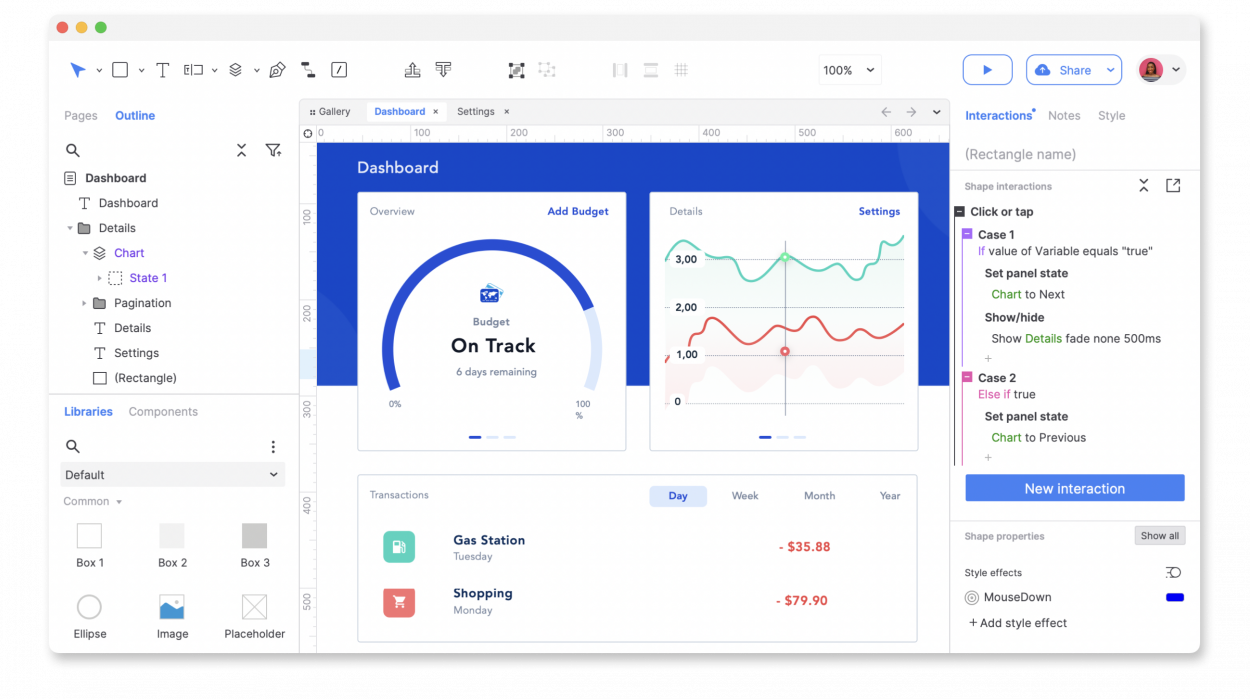 100%
Share
Pages Outline
Dashboard
Dashboard
Details
Chart
State 1
Pagination
Details
Settings
(Rectangle)
Libraries Components
Default
Common
Box 1 Box 2 Box 3
Ellipse Image Placeholder
Gallery Dashboard × Settings ×
0 100 200 300 400 500 600
100
200
300
400
500
Dashboard
Overview Add Budget
Budget
On Track
6 days remaining
0% 100
%
Details Settings
3,00
2,00
1,00
0
Transactions Day Week Month Year
Gas Station
Tuesday
- $35.88
Shopping
Monday
- $79.90
Interactions Notes Style
(Rectangle name)
Shape interactions
Click or tap
Case 1
If value of Variable equals "true"
Set panel state
Chart to Next
Show/hide
Show Details fade none 500ms
+
Case 2
Else if true
Set panel state
Chart to Previous
+
New interaction
Shape properties Show all
Style effects
MouseDown
+ Add style effect